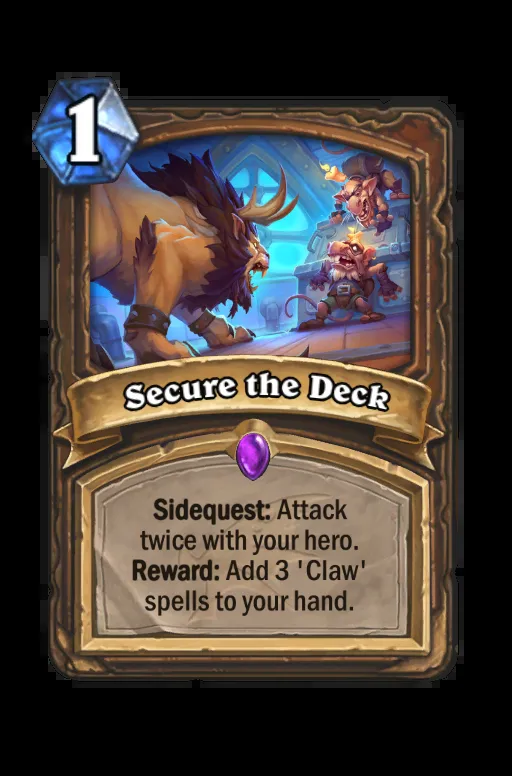 1
Secure the Deck
Sidequest: Attack
twice with your hero.
Reward: Add 3 'Claw'
spells to your hand.